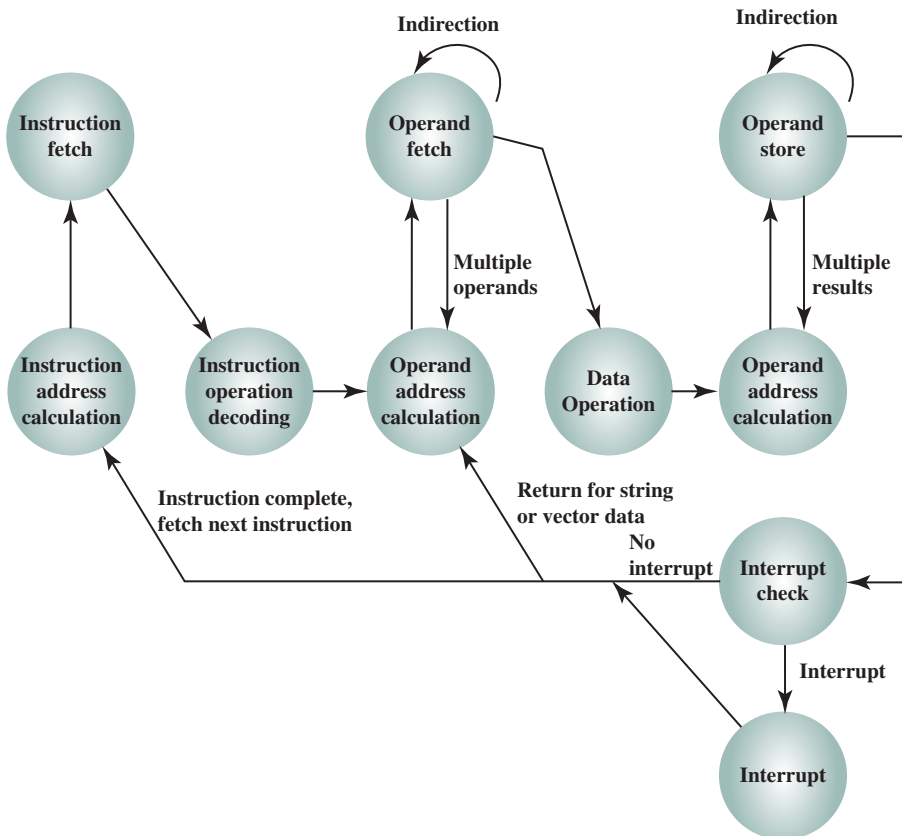 Indirection
Indirection
Instruction
fetch
Operand
fetch
Operand
store
Multiple
operands
Multiple
results
Instruction
address
calculation
Instruction
operation
decoding
Operand
address
calculation
Data
Operation
Operand
address
calculation
Instruction complete,
fetch next instruction
Return for string
or vector data
No
interrupt
Interrupt
check
Interrupt
Interrupt